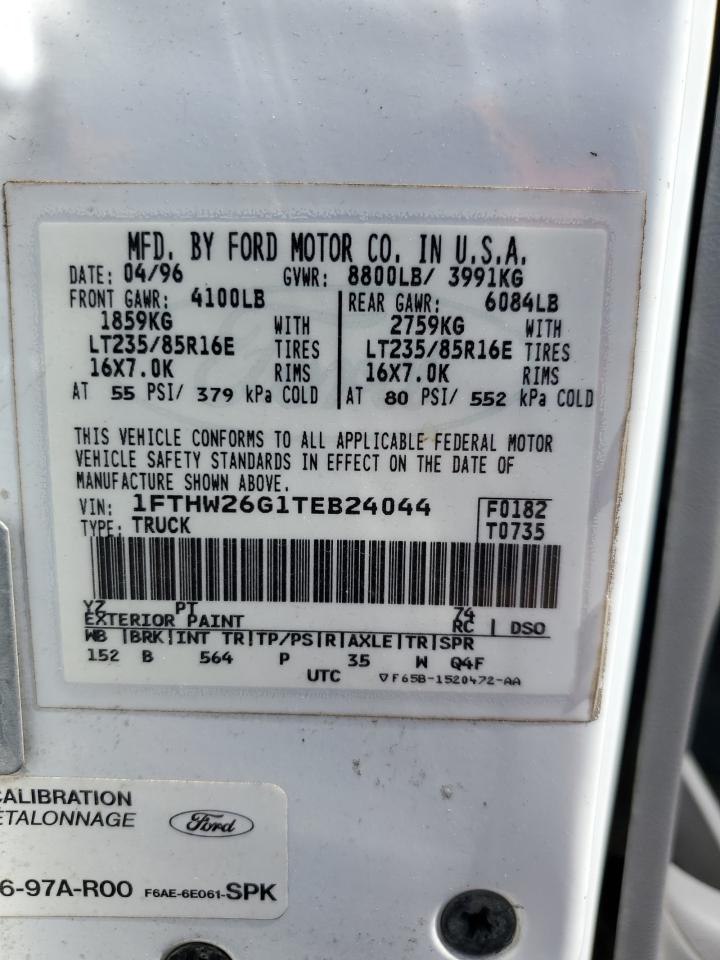 MFD. BY FORD MOTOR CO. IN U.S.A.
DATE: 04/96 GVWR: 8800LB/ 3991KG
FRONT GAWR: 4100LB REAR GAWR: 6084LB
1859KG WITH 2759KG WITH
LT235/85R16E TIRES LT235/85R16E TIRES
16X7.0K RIMS 16X7.0K RIMS
AT 55 PSI/ 379 kPa COLD AT 80 PSI/ 552 kPa COLD
THIS VEHICLE CONFORMS TO ALL APPLICABLE FEDERAL MOTOR
VEHICLE SAFETY STANDARDS IN EFFECT ON THE DATE OF
MANUFACTURE SHOWN ABOVE.
VIN: 1FTHW26G1TEB24044 F0182
TYPE: TRUCK T0735
YZ PT 74
EXTERIOR PAINT RC | DSO
WB |BRK|INT TR|TP/PS|R|AXLE|TR|SPR
152 B 564 P 35 W Q4F
UTC ▽F65B-1520472-AA
CALIBRATION
ETALONNAGE Ford
6-97A-R00 F6AE-6E061-SPK